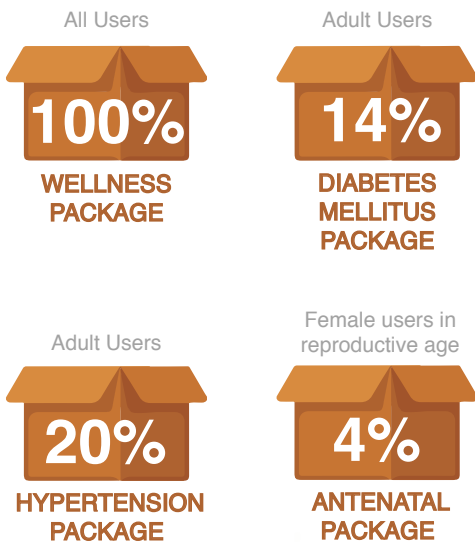 All Users
100%
WELLNESS
PACKAGE
Adult Users
14%
DIABETES
MELLITUS
PACKAGE
Adult Users
20%
HYPERTENSION
PACKAGE
Female users in
reproductive age
4%
ANTENATAL
PACKAGE